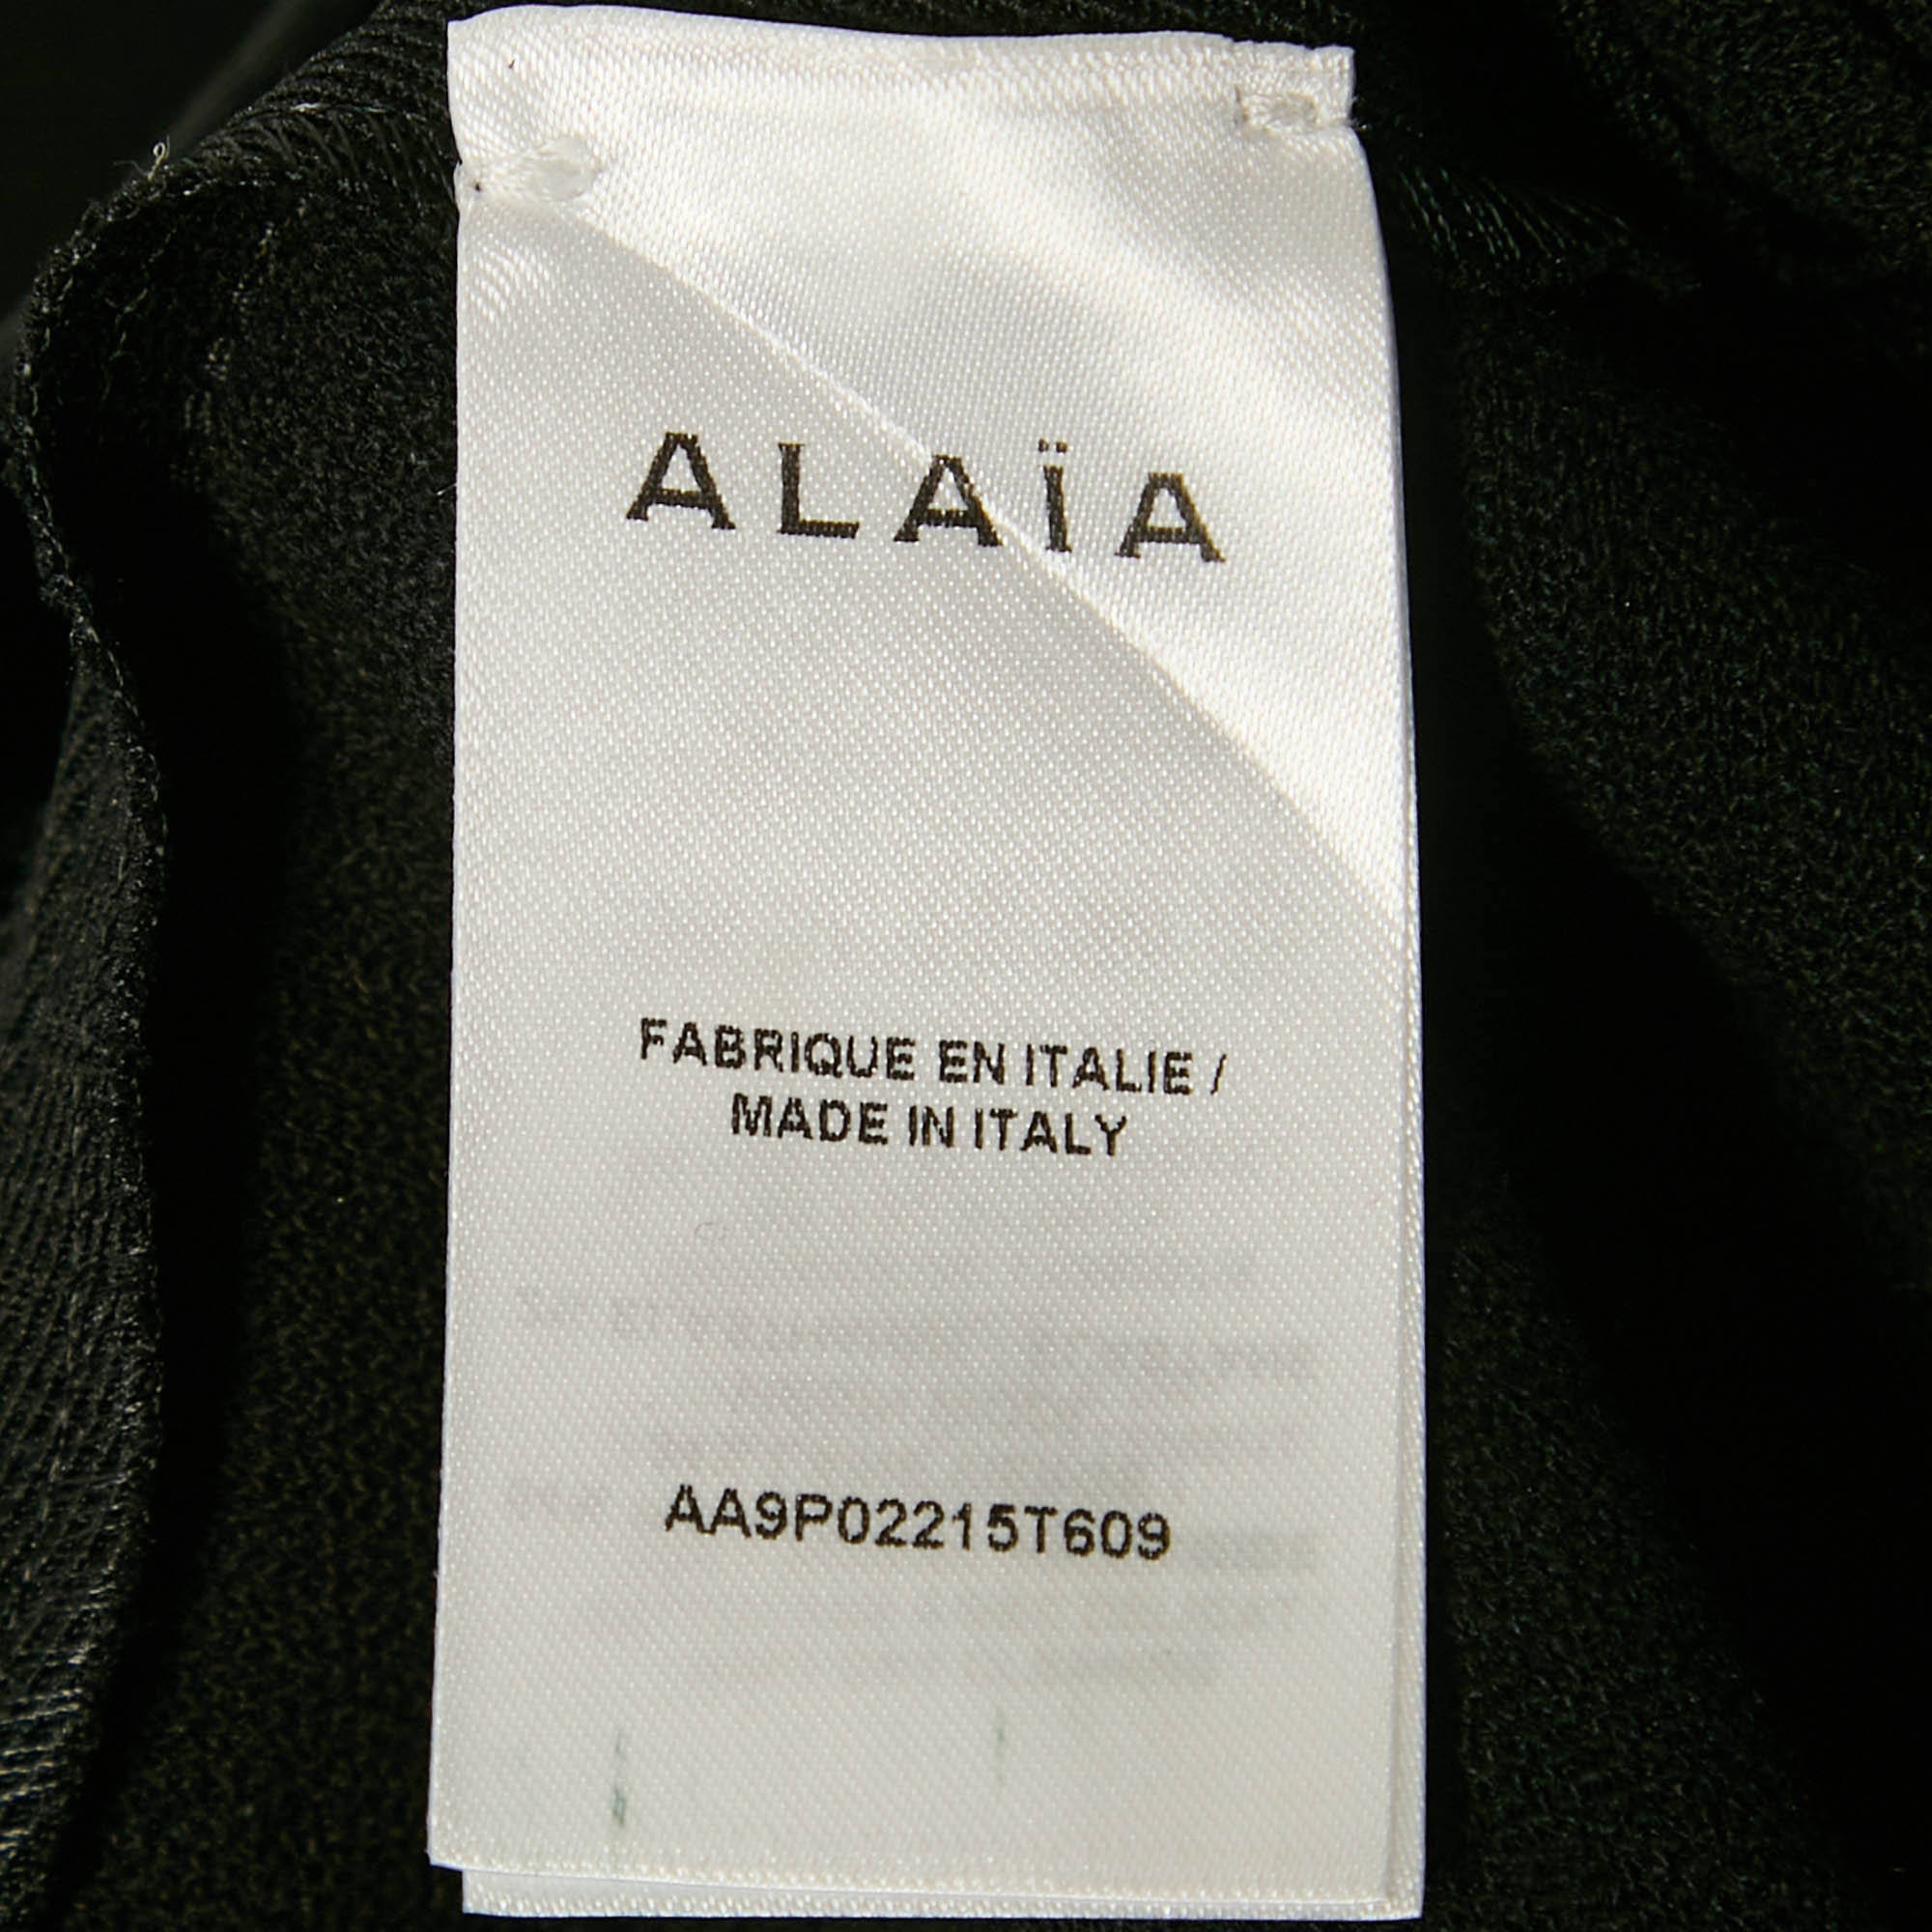 ALAÏA
FABRIQUE EN ITALIE /
MADE IN ITALY
AA9P02215T609